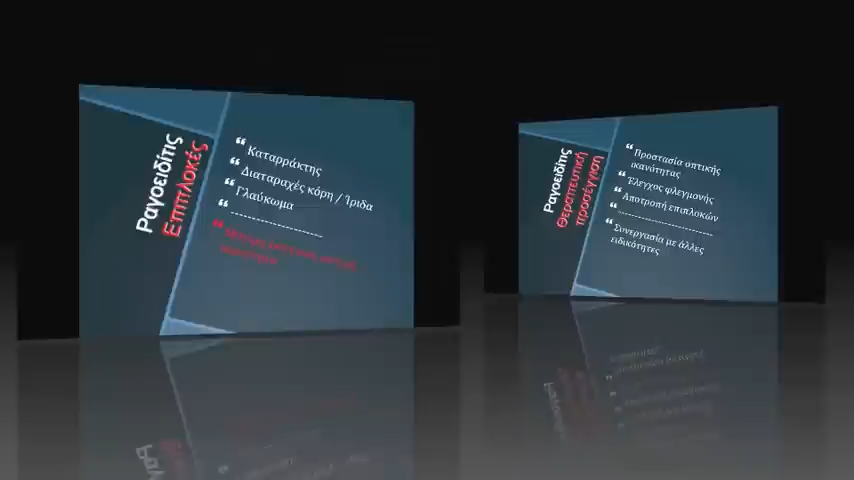 Ραγοειδίτις
Επιπλοκές
Καταρράκτης
Διαταραχές κόρη / Ίριδα
Γλαύκωμα
------------------
Ραγοειδίτις
Θεραπευτική
προσέγγιση
Προστασία οπτικής
ικανότητας
Έλεγχος φλεγμονής
Αποτροπή επιπλοκών
------------------
Συνεργασία με άλλες
ειδικότητες